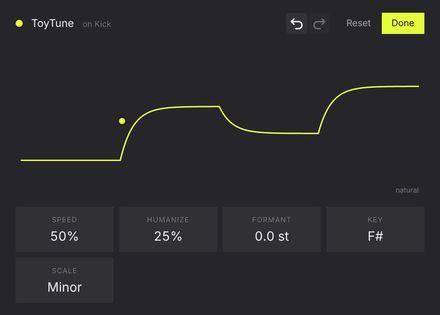 ToyTune on Kick Reset Done
natural
SPEED HUMANIZE FORMANT KEY
50% 25% 0.0 st F#
SCALE
Minor